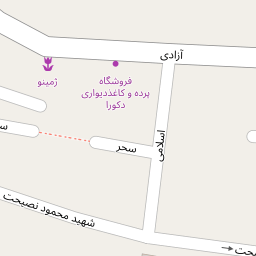 آزادی
فروشگاه
پرده و کاغذدیواری
دکورا
ژمینو
اسلامی
سحر
شهید محمود نصیحت